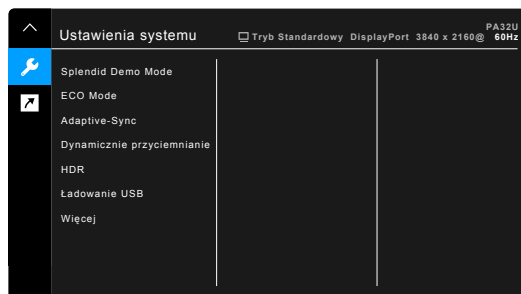 PA32U
Ustawienia systemu Tryb Standardowy DisplayPort 3840 x 2160@ 60Hz
Splendid Demo Mode
ECO Mode
Adaptive-Sync
Dynamicznie przyciemnianie
HDR
Ładowanie USB
Więcej